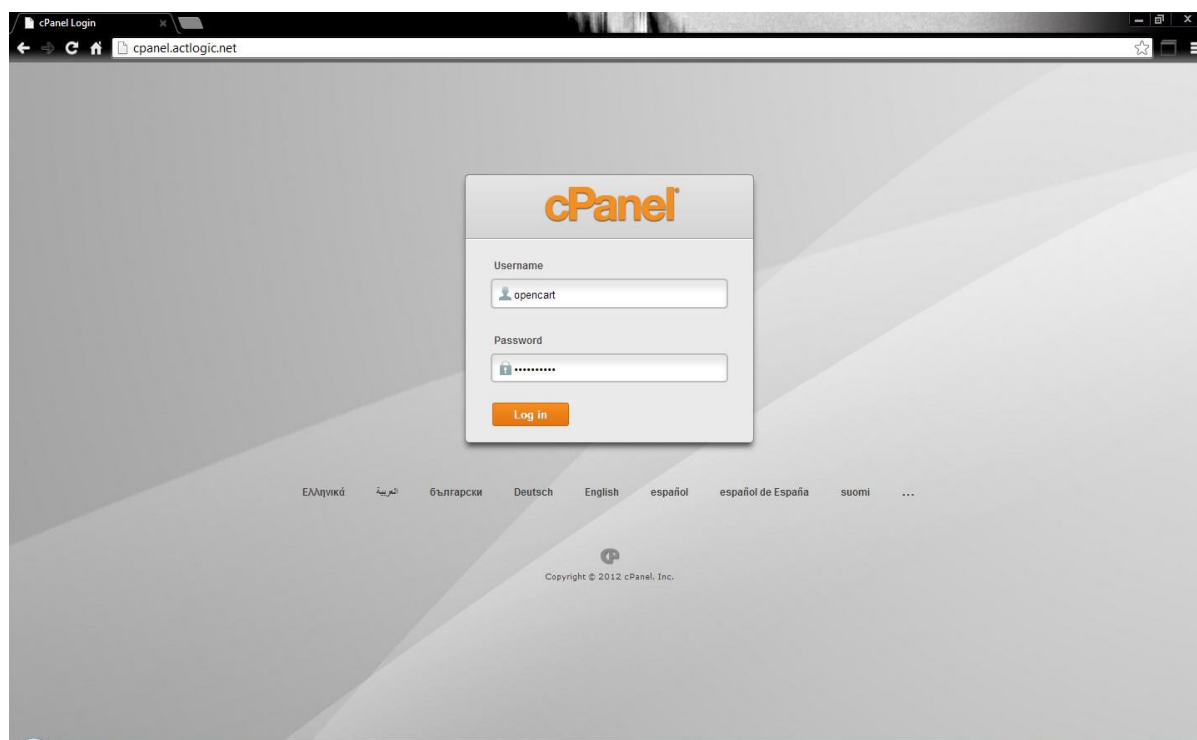 cPanel Login
cpanel.actlogic.net
cPanel
Username
opencart
Password
••••••••••
Log in
Ελληνικά العربية български Deutsch English español español de España suomi ...
Copyright © 2012 cPanel, Inc.